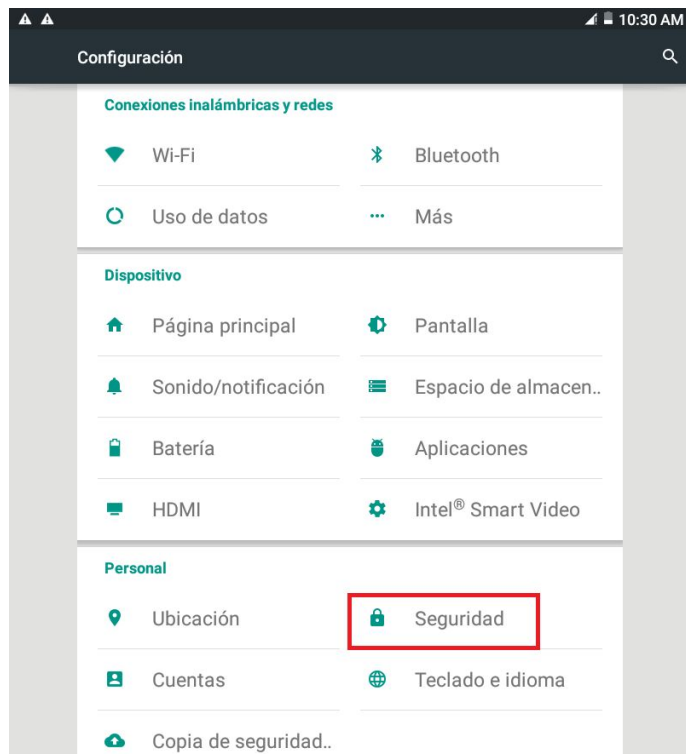 10:30 AM
Configuración
Conexiones inalámbricas y redes
Wi-Fi
Bluetooth
Uso de datos
Más
Dispositivo
Página principal
Pantalla
Sonido/notificación
Espacio de almacen..
Batería
Aplicaciones
HDMI
Intel® Smart Video
Personal
Ubicación
Seguridad
Cuentas
Teclado e idioma
Copia de seguridad..